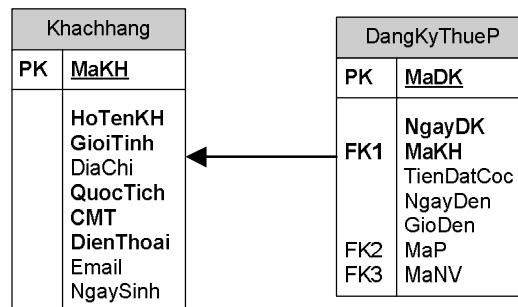 Khachhang
PK MaKH
HoTenKH
GioiTinh
DiaChi
QuocTich
CMT
DienThoai
Email
NgaySinh
DangKyThueP
PK MaDK
NgayDK
FK1 MaKH
TienDatCoc
NgayDen
GioDen
FK2 MaP
FK3 MaNV